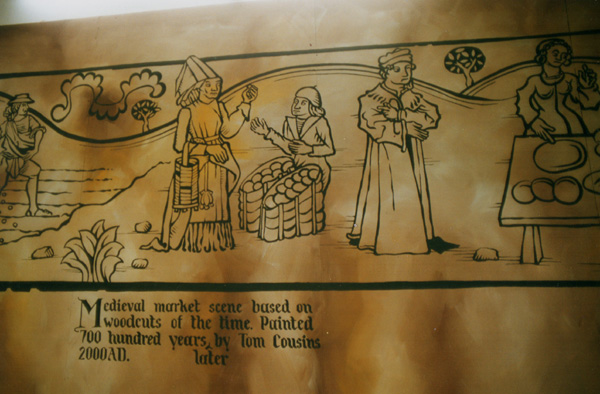 Medieval market scene based on
woodcuts of the time. Painted
700 hundred years ‸ by Tom Cousins
2000AD. later